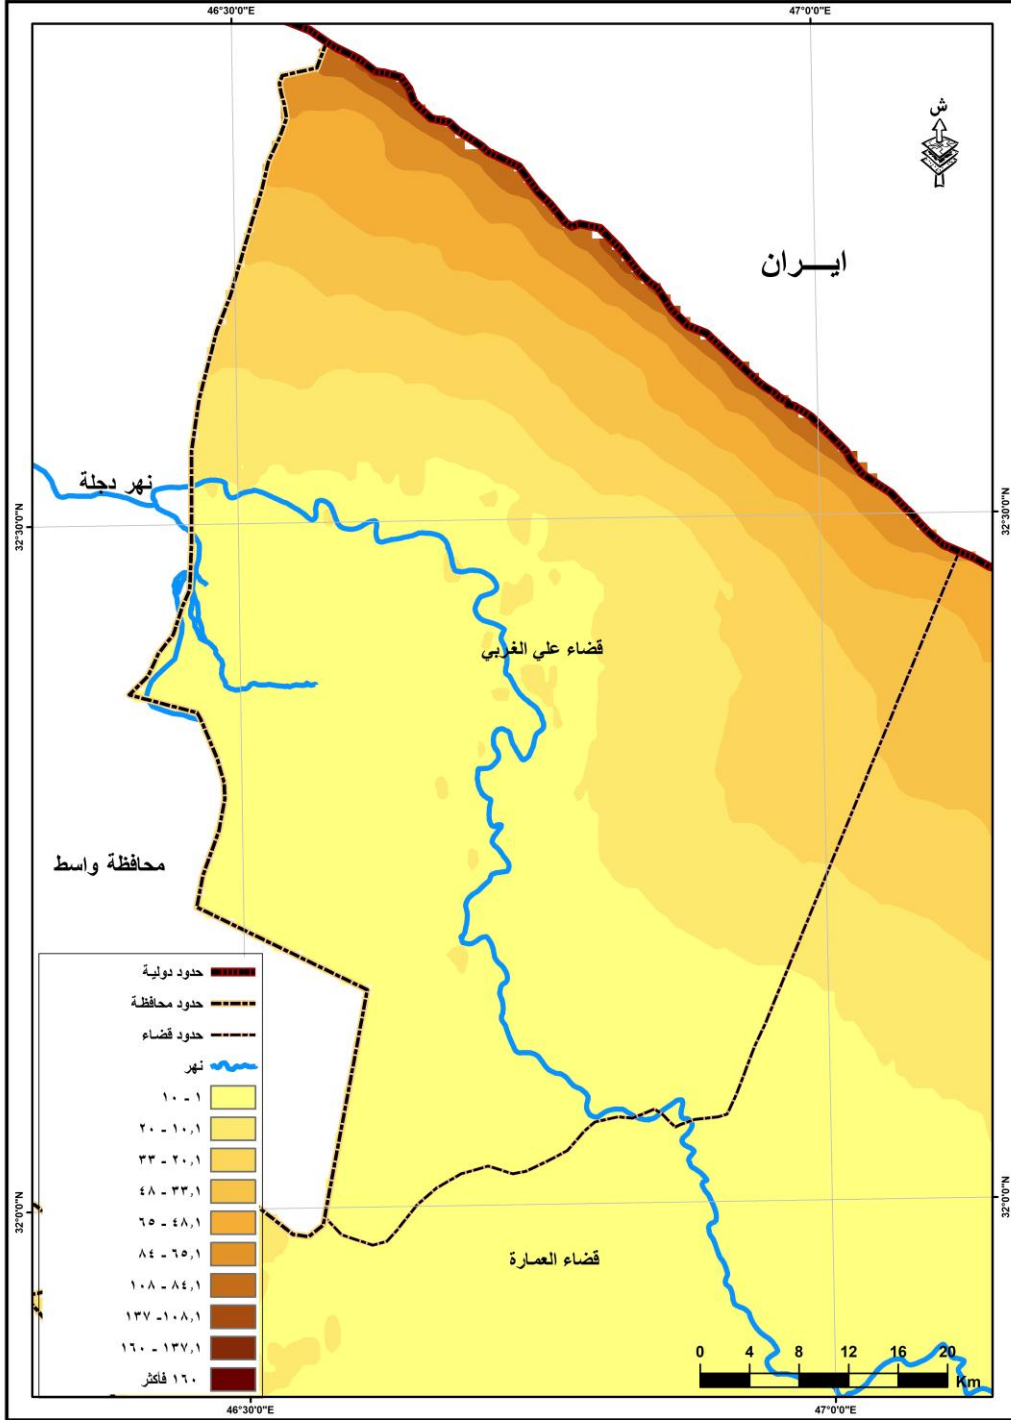 46°30'0"E
47°0'0"E
ش
ايـــران
نهر دجلة
32°30'0"N
32°30'0"N
قضاء علي الغربي
محافظة واسط
حدود دولية
حدود محافظة
حدود قضاء
نهر
١ - ١٠
١٠,١ - ٢٠
٢٠,١ - ٣٣
٣٣,١ - ٤٨
٤٨,١ - ٦٥
٦٥,١ - ٨٤
٨٤,١ - ١٠٨
١٠٨,١- ١٣٧
١٣٧,١ - ١٦٠
١٦٠ فأكثر
32°0'0"N
32°0'0"N
قضاء العمارة
0 4 8 12 16 20
Km
46°30'0"E
47°0'0"E